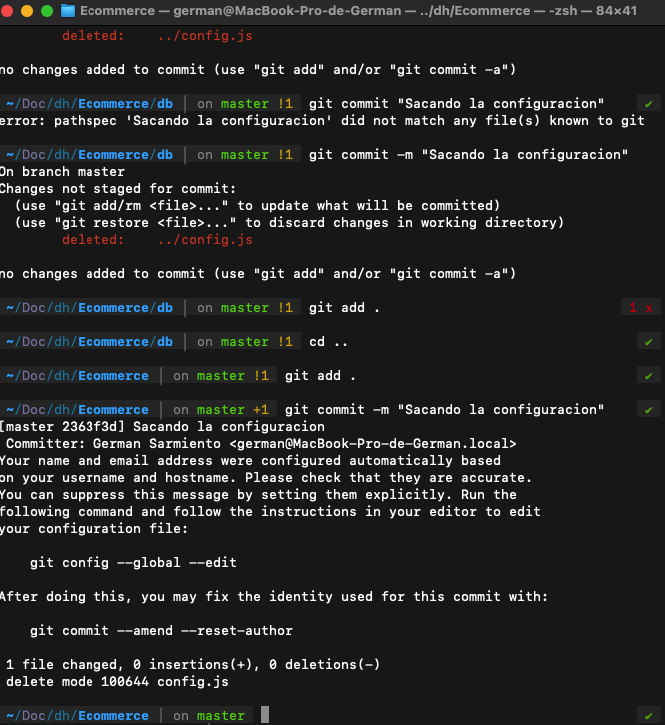 Ecommerce — german@MacBook-Pro-de-German — ../dh/Ecommerce — -zsh — 84×41
deleted:    ../config.js
no changes added to commit (use "git add" and/or "git commit -a")
~/Doc/dh/Ecommerce/db | on master !1 git commit "Sacando la configuracion" ✔
error: pathspec 'Sacando la configuracion' did not match any file(s) known to git
~/Doc/dh/Ecommerce/db | on master !1 git commit -m "Sacando la configuracion"
On branch master
Changes not staged for commit:
  (use "git add/rm <file>..." to update what will be committed)
  (use "git restore <file>..." to discard changes in working directory)
deleted:    ../config.js
no changes added to commit (use "git add" and/or "git commit -a")
~/Doc/dh/Ecommerce/db | on master !1 git add . 1 x
~/Doc/dh/Ecommerce/db | on master !1 cd .. ✔
~/Doc/dh/Ecommerce | on master !1 git add . ✔
~/Doc/dh/Ecommerce | on master +1 git commit -m "Sacando la configuracion" ✔
[master 2363f3d] Sacando la configuracion
 Committer: German Sarmiento <german@MacBook-Pro-de-German.local>
Your name and email address were configured automatically based
on your username and hostname. Please check that they are accurate.
You can suppress this message by setting them explicitly. Run the
following command and follow the instructions in your editor to edit
your configuration file:
    git config --global --edit
After doing this, you may fix the identity used for this commit with:
    git commit --amend --reset-author
 1 file changed, 0 insertions(+), 0 deletions(-)
 delete mode 100644 config.js
~/Doc/dh/Ecommerce | on master ✔